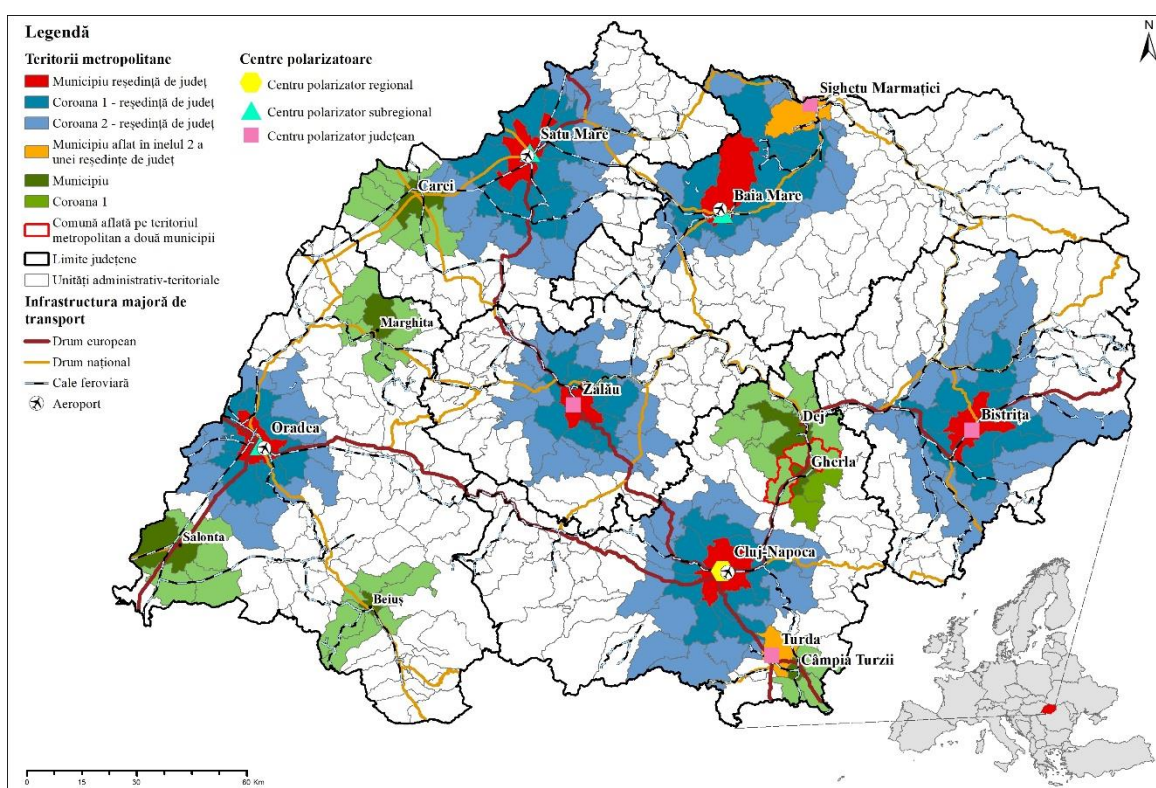 Legendă
Teritorii metropolitane
Municipiu reședință de județ
Coroana 1 - reședință de județ
Coroana 2 - reședință de județ
Municipiu aflat în inelul 2 a
unei reședințe de județ
Municipiu
Coroana 1
Comună aflată pe teritoriul
metropolitan a două municipii
Limite județene
Unități administrativ-teritoriale
Infrastructura majoră de
transport
Drum european
Drum național
Cale feroviară
Aeroport
Centre polarizatoare
Centru polarizator regional
Centru polarizator subregional
Centru polarizator județean
N
Sighetu Marmației
Satu Mare
Carei
Baia Mare
Marghita
Zalău
Dej
Bistrița
Oradea
Gherla
Salonta
Cluj-Napoca
Beiuș
Turda
Câmpia Turzii
0 15 30 60 Km